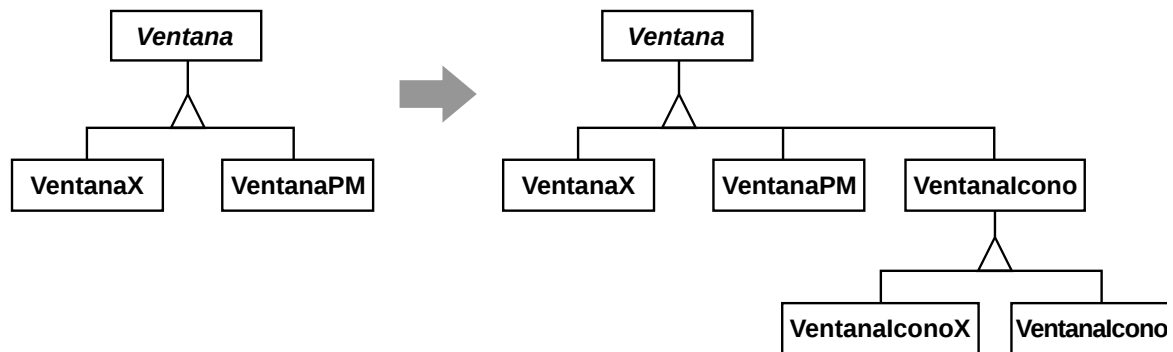 Ventana
Ventana
VentanaX
VentanaPM
VentanaX
VentanaPM
VentanaIcono
VentanaIconoX
VentanaIcono